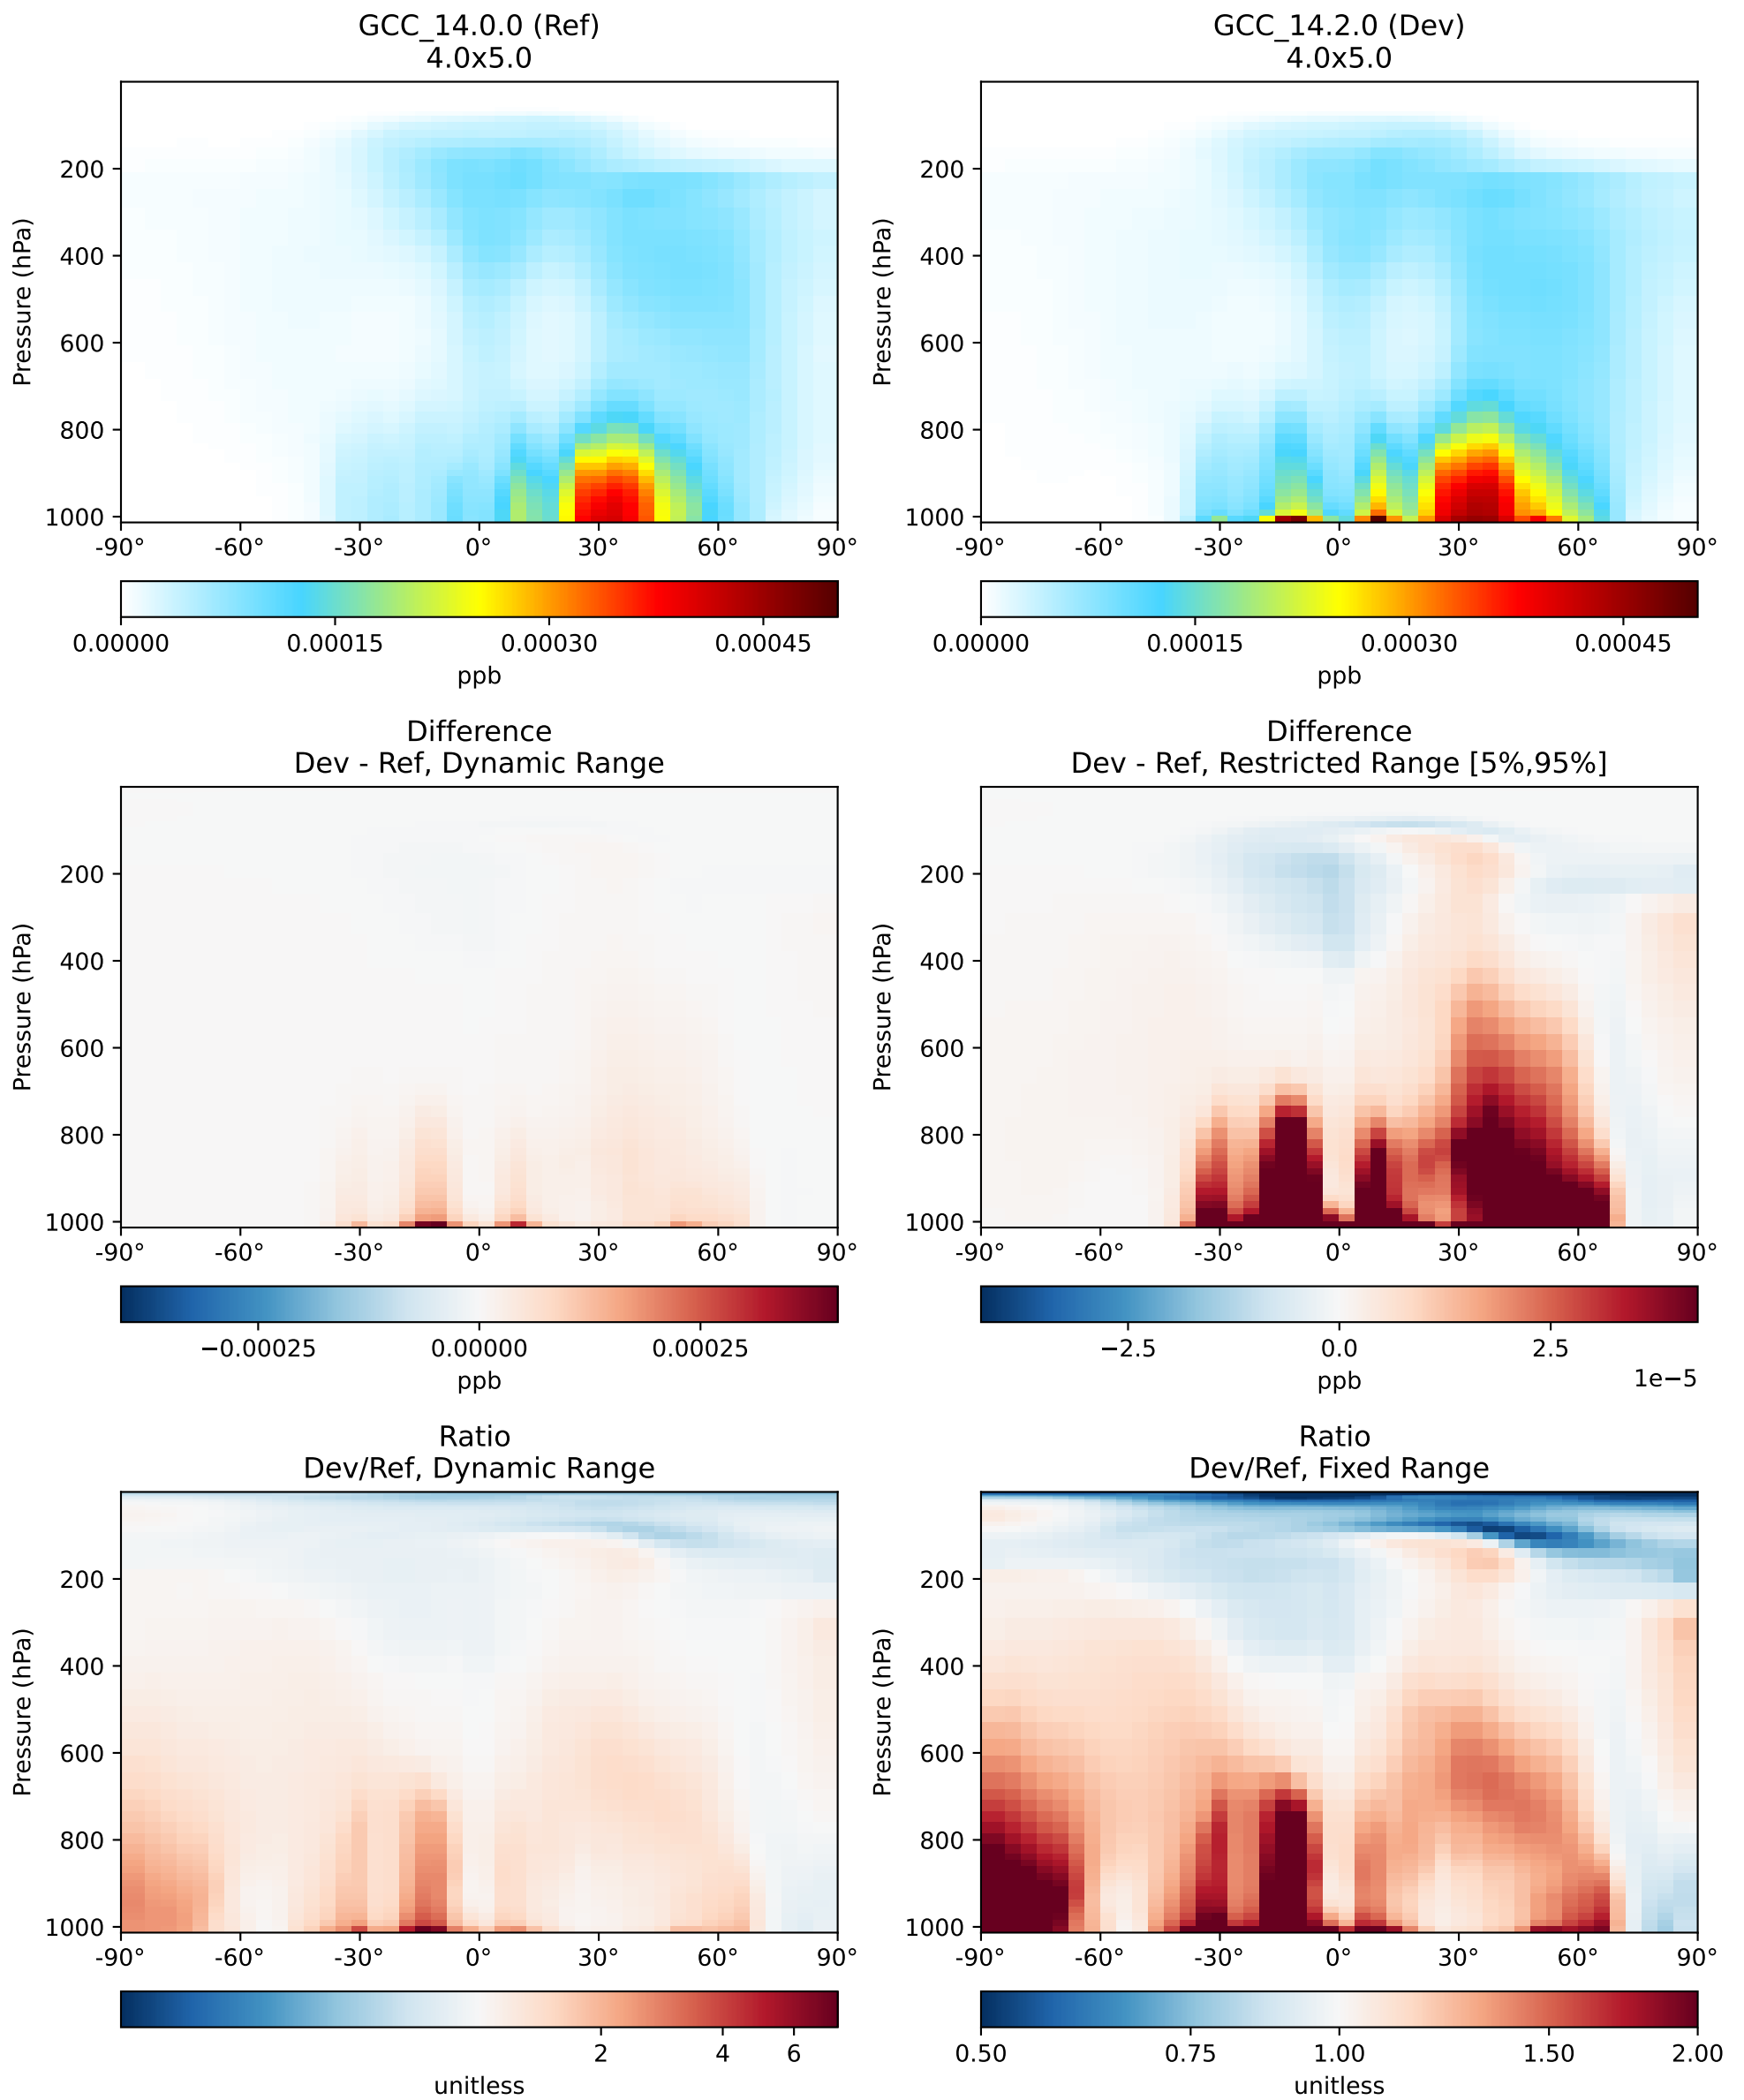 GCC_14.0.0 (Ref)
4.0x5.0
Pressure (hPa)
200
400
600
800
1000
-90° -60° -30° 0° 30° 60° 90°
0.00000 0.00015 0.00030 0.00045
ppb
GCC_14.2.0 (Dev)
4.0x5.0
Pressure (hPa)
200
400
600
800
1000
-90° -60° -30° 0° 30° 60° 90°
0.00000 0.00015 0.00030 0.00045
ppb
Difference
Dev - Ref, Dynamic Range
Pressure (hPa)
200
400
600
800
1000
-90° -60° -30° 0° 30° 60° 90°
−0.00025 0.00000 0.00025
ppb
Difference
Dev - Ref, Restricted Range [5%,95%]
Pressure (hPa)
200
400
600
800
1000
-90° -60° -30° 0° 30° 60° 90°
−2.5 0.0 2.5
ppb
1e−5
Ratio
Dev/Ref, Dynamic Range
Pressure (hPa)
200
400
600
800
1000
-90° -60° -30° 0° 30° 60° 90°
2 4 6
unitless
Ratio
Dev/Ref, Fixed Range
Pressure (hPa)
200
400
600
800
1000
-90° -60° -30° 0° 30° 60° 90°
0.50 0.75 1.00 1.50 2.00
unitless